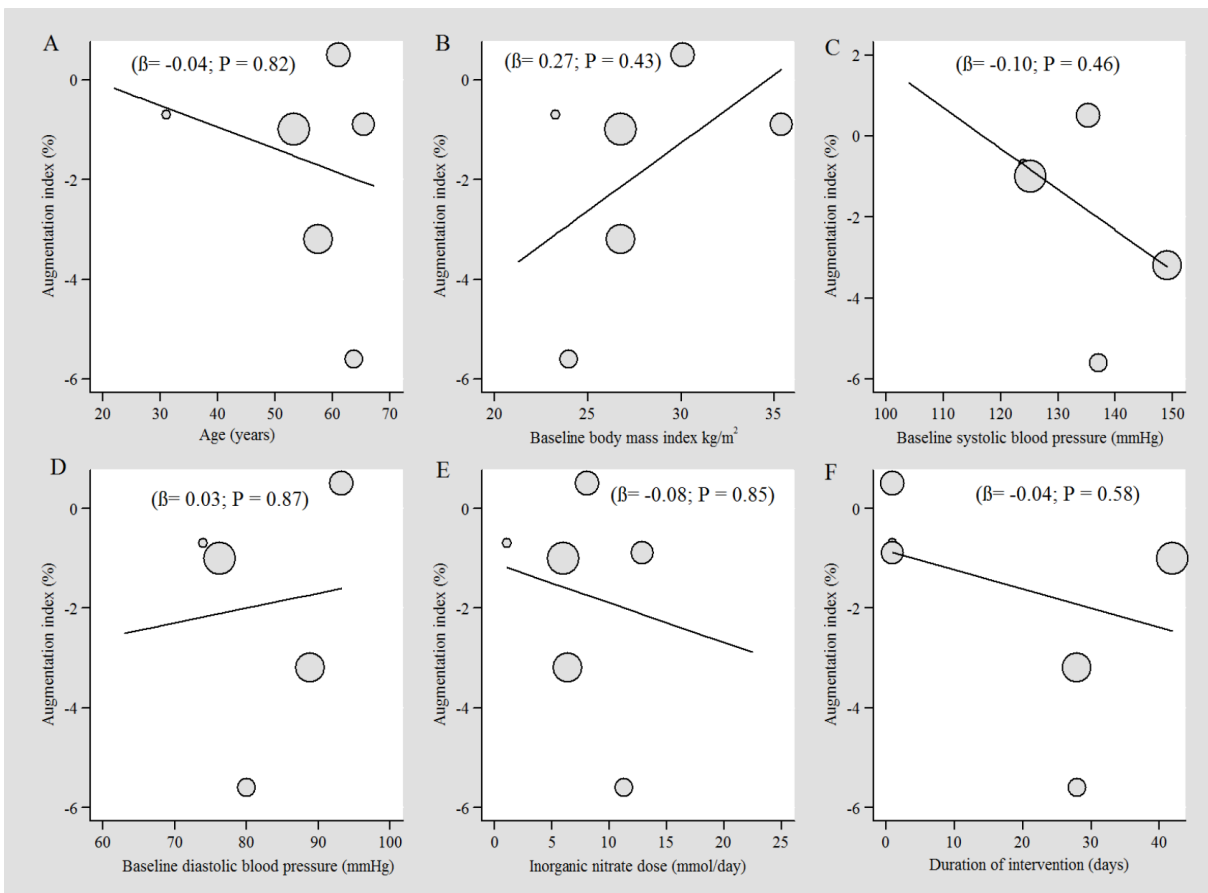 A
(ß= -0.04; P = 0.82)
Augmentation index (%)
0
-2
-4
-6
20 30 40 50 60 70
Age (years)
B
(ß= 0.27; P = 0.43)
Augmentation index (%)
0
-2
-4
-6
20 25 30 35
Baseline body mass index kg/m²
C
(ß= -0.10; P = 0.46)
Augmentation index (%)
2
0
-2
-4
-6
100 110 120 130 140 150
Baseline systolic blood pressure (mmHg)
D
(ß= 0.03; P = 0.87)
Augmentation index (%)
0
-2
-4
-6
60 70 80 90 100
Baseline diastolic blood pressure (mmHg)
E
(ß= -0.08; P = 0.85)
Augmentation index (%)
0
-2
-4
-6
0 5 10 15 20 25
Inorganic nitrate dose (mmol/day)
F
(ß= -0.04; P = 0.58)
Augmentation index (%)
0
-2
-4
-6
0 10 20 30 40
Duration of intervention (days)